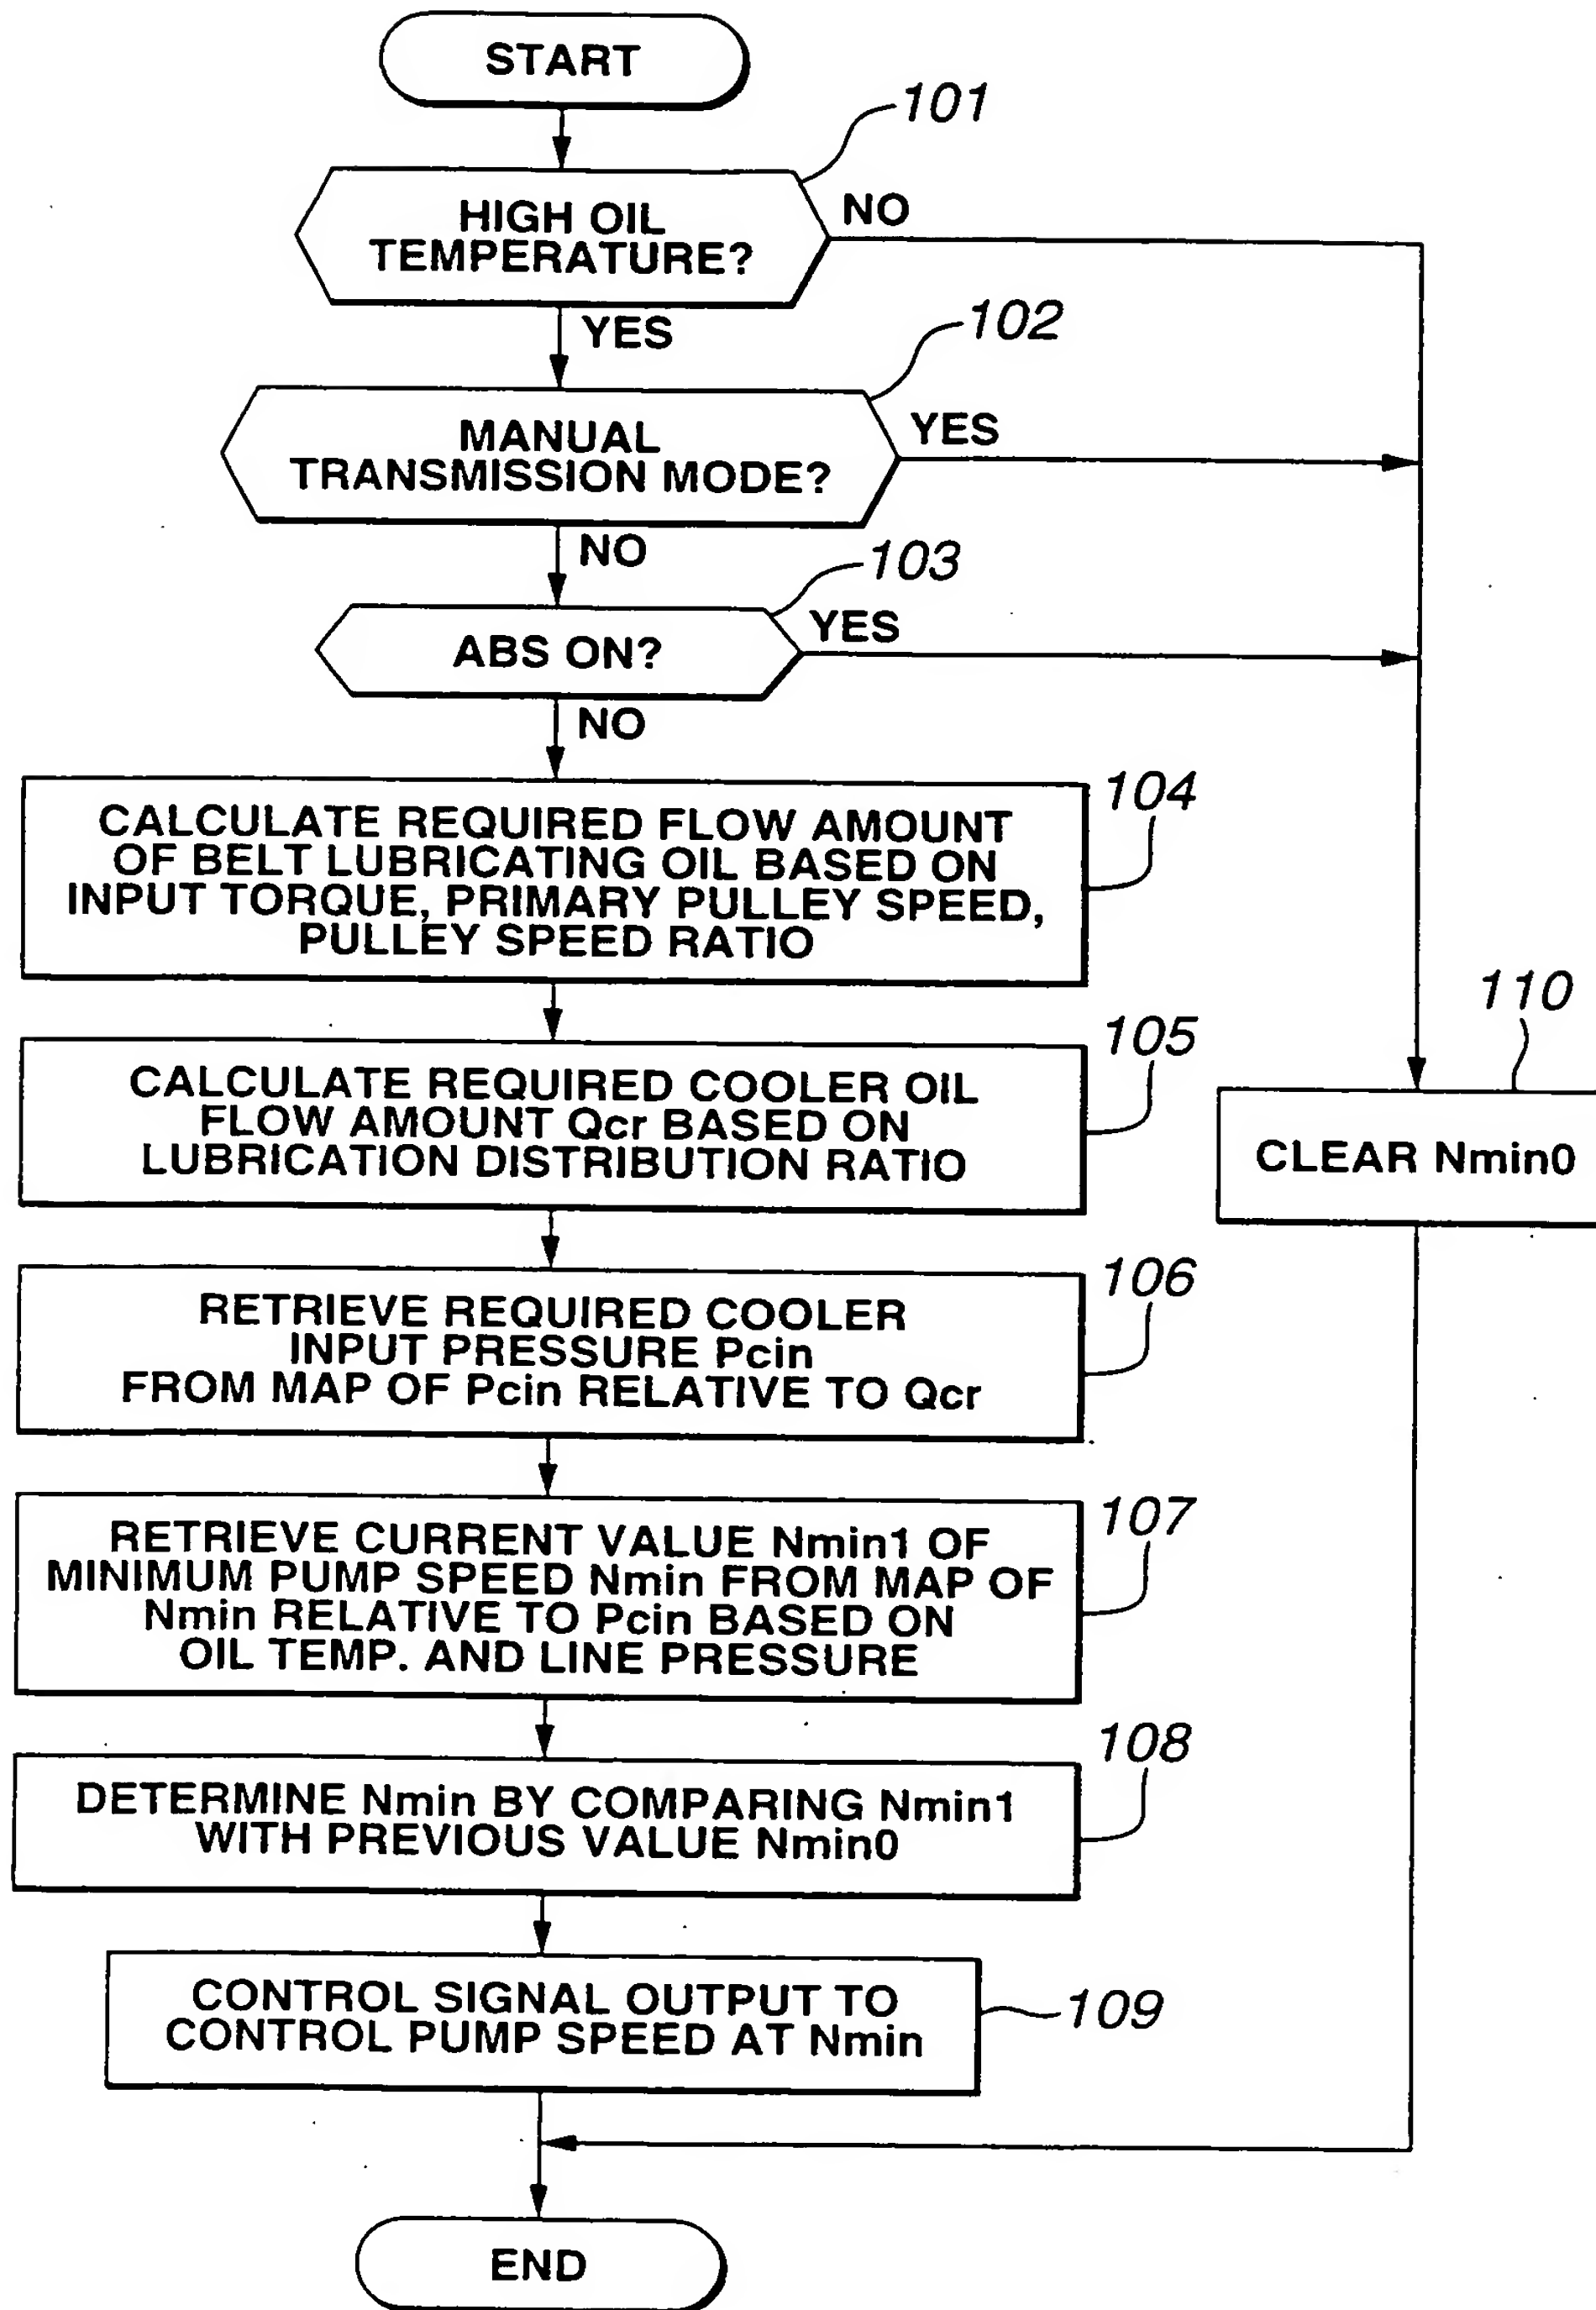 START
101
HIGH OIL
TEMPERATURE?
NO
YES
102
MANUAL
TRANSMISSION MODE?
YES
NO
103
ABS ON?
YES
NO
104
CALCULATE REQUIRED FLOW AMOUNT
OF BELT LUBRICATING OIL BASED ON
INPUT TORQUE, PRIMARY PULLEY SPEED,
PULLEY SPEED RATIO
105
CALCULATE REQUIRED COOLER OIL
FLOW AMOUNT Qcr BASED ON
LUBRICATION DISTRIBUTION RATIO
110
CLEAR Nmin0
106
RETRIEVE REQUIRED COOLER
INPUT PRESSURE Pcin
FROM MAP OF Pcin RELATIVE TO Qcr
107
RETRIEVE CURRENT VALUE Nmin1 OF
MINIMUM PUMP SPEED Nmin FROM MAP OF
Nmin RELATIVE TO Pcin BASED ON
OIL TEMP. AND LINE PRESSURE
108
DETERMINE Nmin BY COMPARING Nmin1
WITH PREVIOUS VALUE Nmin0
CONTROL SIGNAL OUTPUT TO
CONTROL PUMP SPEED AT Nmin
109
END